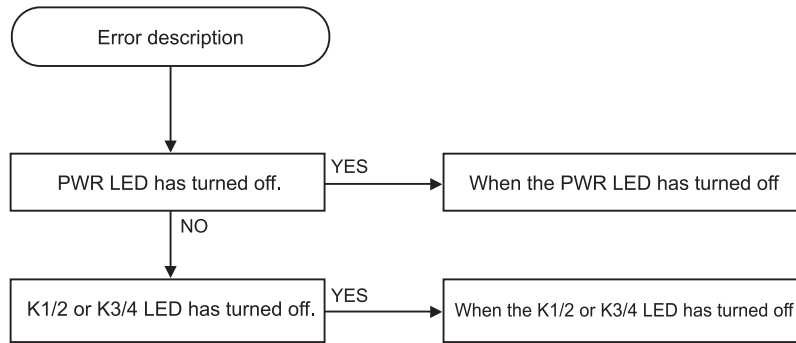 Error description
PWR LED has turned off.
YES
When the PWR LED has turned off
NO
K1/2 or K3/4 LED has turned off.
YES
When the K1/2 or K3/4 LED has turned off